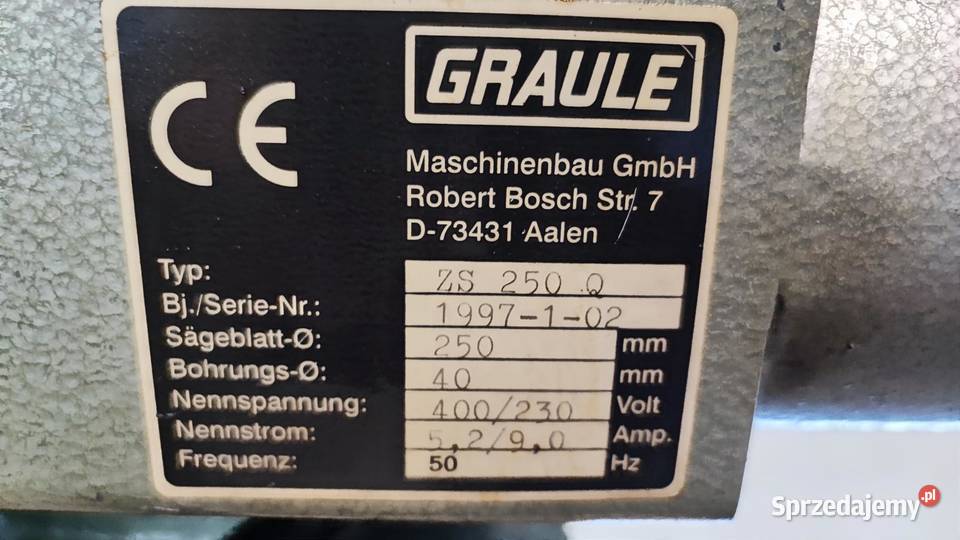 CE
GRAULE
Maschinenbau GmbH
Robert Bosch Str. 7
D-73431 Aalen
Typ: ZS 250 Q
Bj./Serie-Nr.: 1997-1-02
Sägeblatt-Ø: 250 mm
Bohrungs-Ø: 40 mm
Nennspannung: 400/230 Volt
Nennstrom: 5,2/9,0 Amp.
Frequenz: 50 Hz
Sprzedajemy.pl